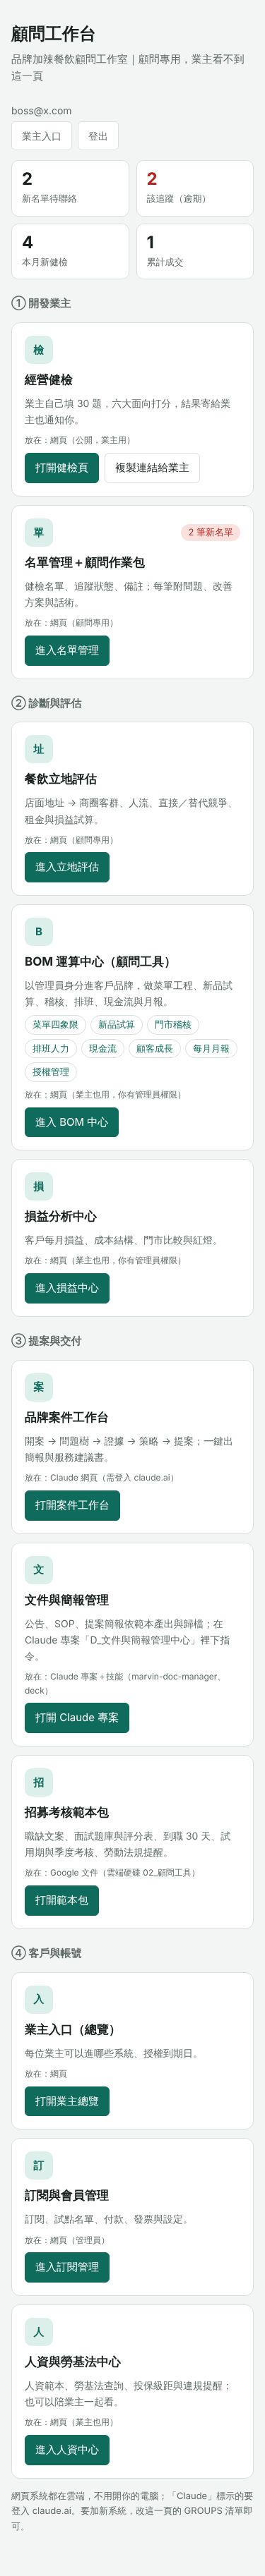 顧問工作台
品牌加辣餐飲顧問工作室｜顧問專用，業主看不到
這一頁
boss@x.com
業主入口 登出
2
新名單待聯絡
2
該追蹤（逾期）
4
本月新健檢
1
累計成交
① 開發業主
檢
經營健檢
業主自己填 30 題，六大面向打分，結果寄給業
主也通知你。
放在：網頁（公開，業主用）
打開健檢頁 複製連結給業主
單
2 筆新名單
名單管理＋顧問作業包
健檢名單、追蹤狀態、備註；每筆附問題、改善
方案與話術。
放在：網頁（顧問專用）
進入名單管理
② 診斷與評估
址
餐飲立地評估
店面地址 → 商圈客群、人流、直接／替代競爭、
租金與損益試算。
放在：網頁（顧問專用）
進入立地評估
B
BOM 運算中心（顧問工具）
以管理員身分進客戶品牌，做菜單工程、新品試
算、稽核、排班、現金流與月報。
菜單四象限 新品試算 門市稽核
排班人力 現金流 顧客成長 每月月報
授權管理
放在：網頁（業主也用，你有管理員權限）
進入 BOM 中心
損
損益分析中心
客戶每月損益、成本結構、門市比較與紅燈。
放在：網頁（業主也用，你有管理員權限）
進入損益中心
③ 提案與交付
案
品牌案件工作台
開案 → 問題樹 → 證據 → 策略 → 提案；一鍵出
簡報與服務建議書。
放在：Claude 網頁（需登入 claude.ai）
打開案件工作台
文
文件與簡報管理
公告、SOP、提案簡報依範本產出與歸檔；在
Claude 專案「D_文件與簡報管理中心」裡下指
令。
放在：Claude 專案＋技能（marvin-doc-manager、
deck）
打開 Claude 專案
招
招募考核範本包
職缺文案、面試題庫與評分表、到職 30 天、試
用期與季度考核、勞動法規提醒。
放在：Google 文件（雲端硬碟 02_顧問工具）
打開範本包
④ 客戶與帳號
入
業主入口（總覽）
每位業主可以進哪些系統、授權到期日。
放在：網頁
打開業主總覽
訂
訂閱與會員管理
訂閱、試點名單、付款、發票與設定。
放在：網頁（管理員）
進入訂閱管理
人
人資與勞基法中心
人資範本、勞基法查詢、投保級距與違規提醒；
也可以陪業主一起看。
放在：網頁（業主也用）
進入人資中心
網頁系統都在雲端，不用開你的電腦；「Claude」標示的要
登入 claude.ai。要加新系統，改這一頁的 GROUPS 清單即
可。